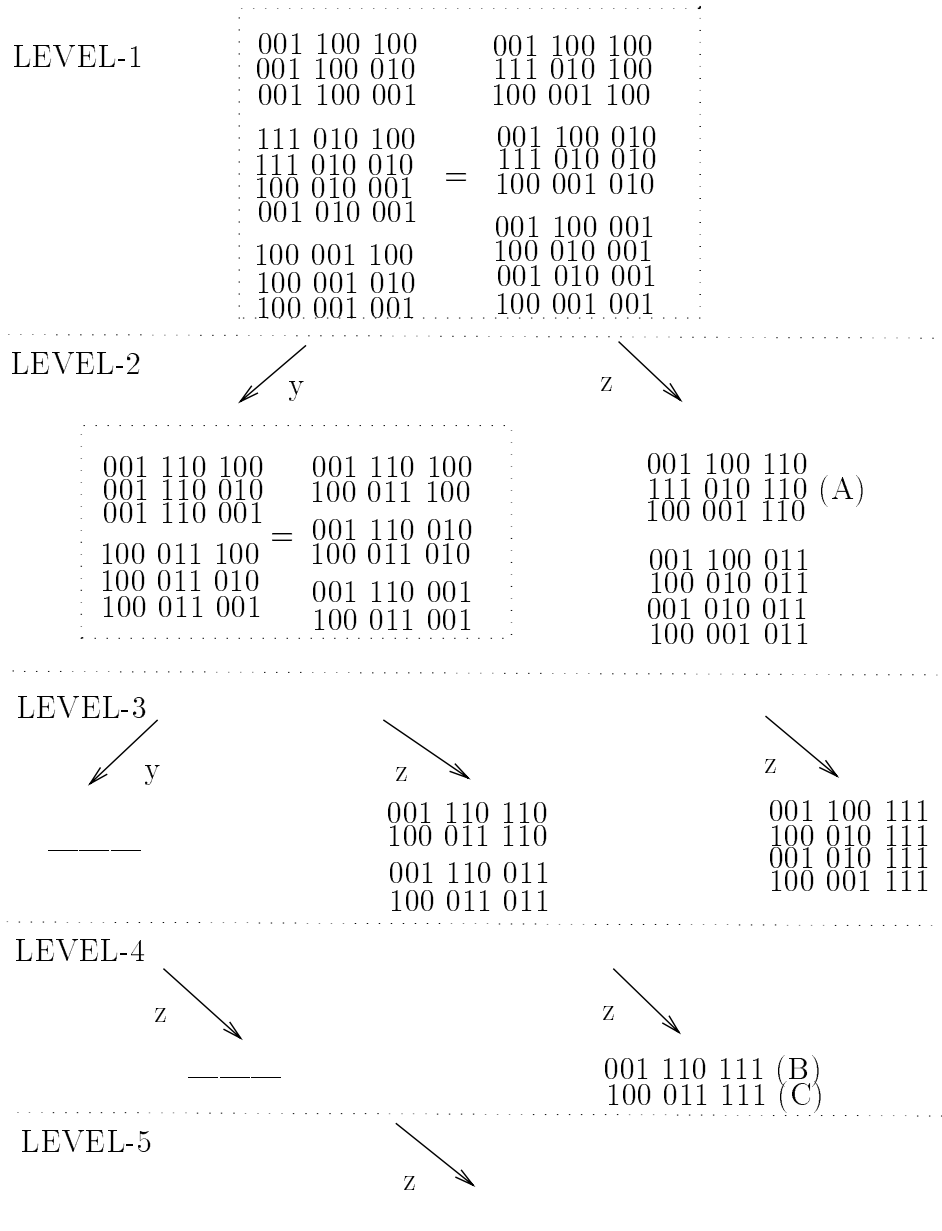 LEVEL-1
001 100 100
001 100 010
001 100 001
111 010 100
111 010 010
100 010 001
001 010 001
100 001 100
100 001 010
100 001 001
=
001 100 100
111 010 100
100 001 100
001 100 010
111 010 010
100 001 010
001 100 001
100 010 001
001 010 001
100 001 001
LEVEL-2
y
z
001 110 100
001 110 010
001 110 001
100 011 100
100 011 010
100 011 001
=
001 110 100
100 011 100
001 110 010
100 011 010
001 110 001
100 011 001
001 100 110
111 010 110 (A)
100 001 110
001 100 011
100 010 011
001 010 011
100 001 011
LEVEL-3
y
z
z
001 110 110
100 011 110
001 110 011
100 011 011
001 100 111
100 010 111
001 010 111
100 001 111
LEVEL-4
z
z
001 110 111 (B)
100 011 111 (C)
LEVEL-5
z